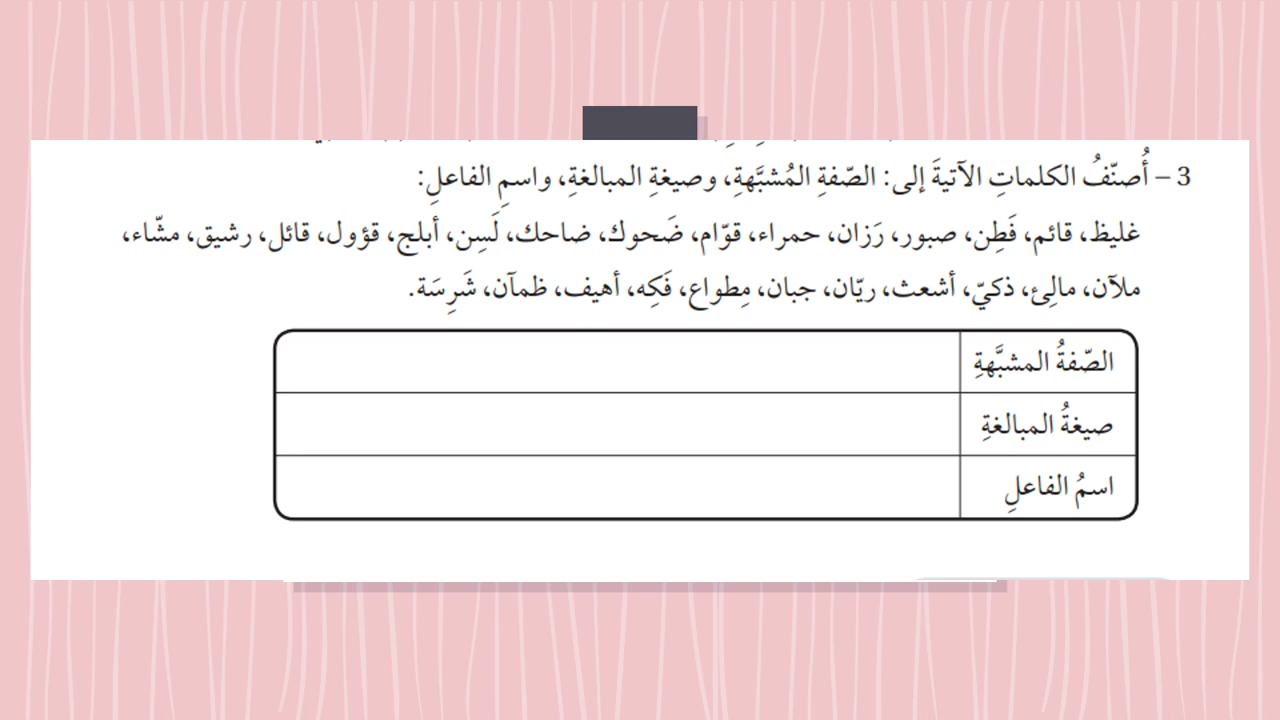 3 – أُصنّفُ الكلماتِ الآتيةَ إلى: الصّفةِ المُشبَّهةِ، وصيغةِ المبالغةِ، واسمِ الفاعلِ:
غليظ، قائم، فَطِن، صبور، رَزان، حمراء، قوّام، ضَحوك، ضاحك، لَسِن، أبلج، قؤول، قائل، رشيق، مشّاء،
ملآن، مالِئ، ذكيّ، أشعث، ريّان، جبان، مِطواع، فَكِه، أهيف، ظمآن، شَرِسَة.
الصّفةُ المشبَّهةِ
صيغةُ المبالغةِ
اسمُ الفاعلِ